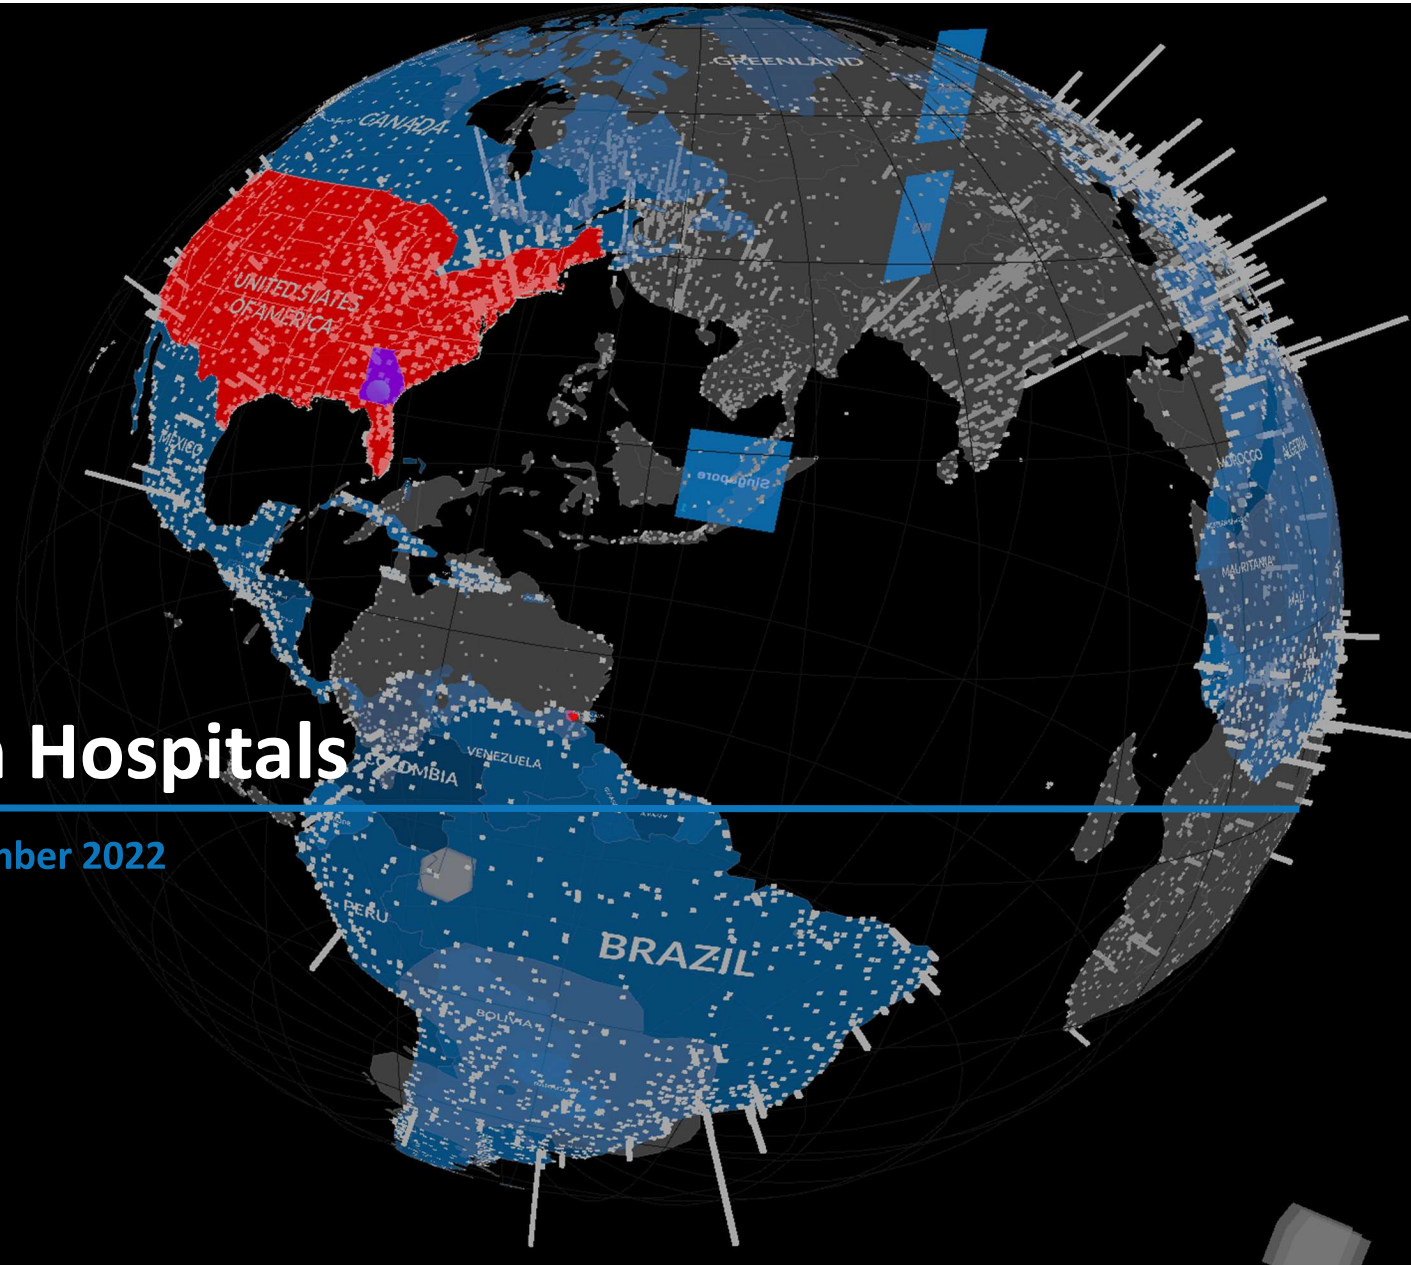 GREENLAND
CANADA
UNITED STATES
OF AMERICA
MEXICO
Singapore
MOROCCO
ALGERIA
MAURITANIA
MALI
Hospitals
VENEZUELA
COLOMBIA
mber 2022
PERU
BRAZIL
BOLIVIA